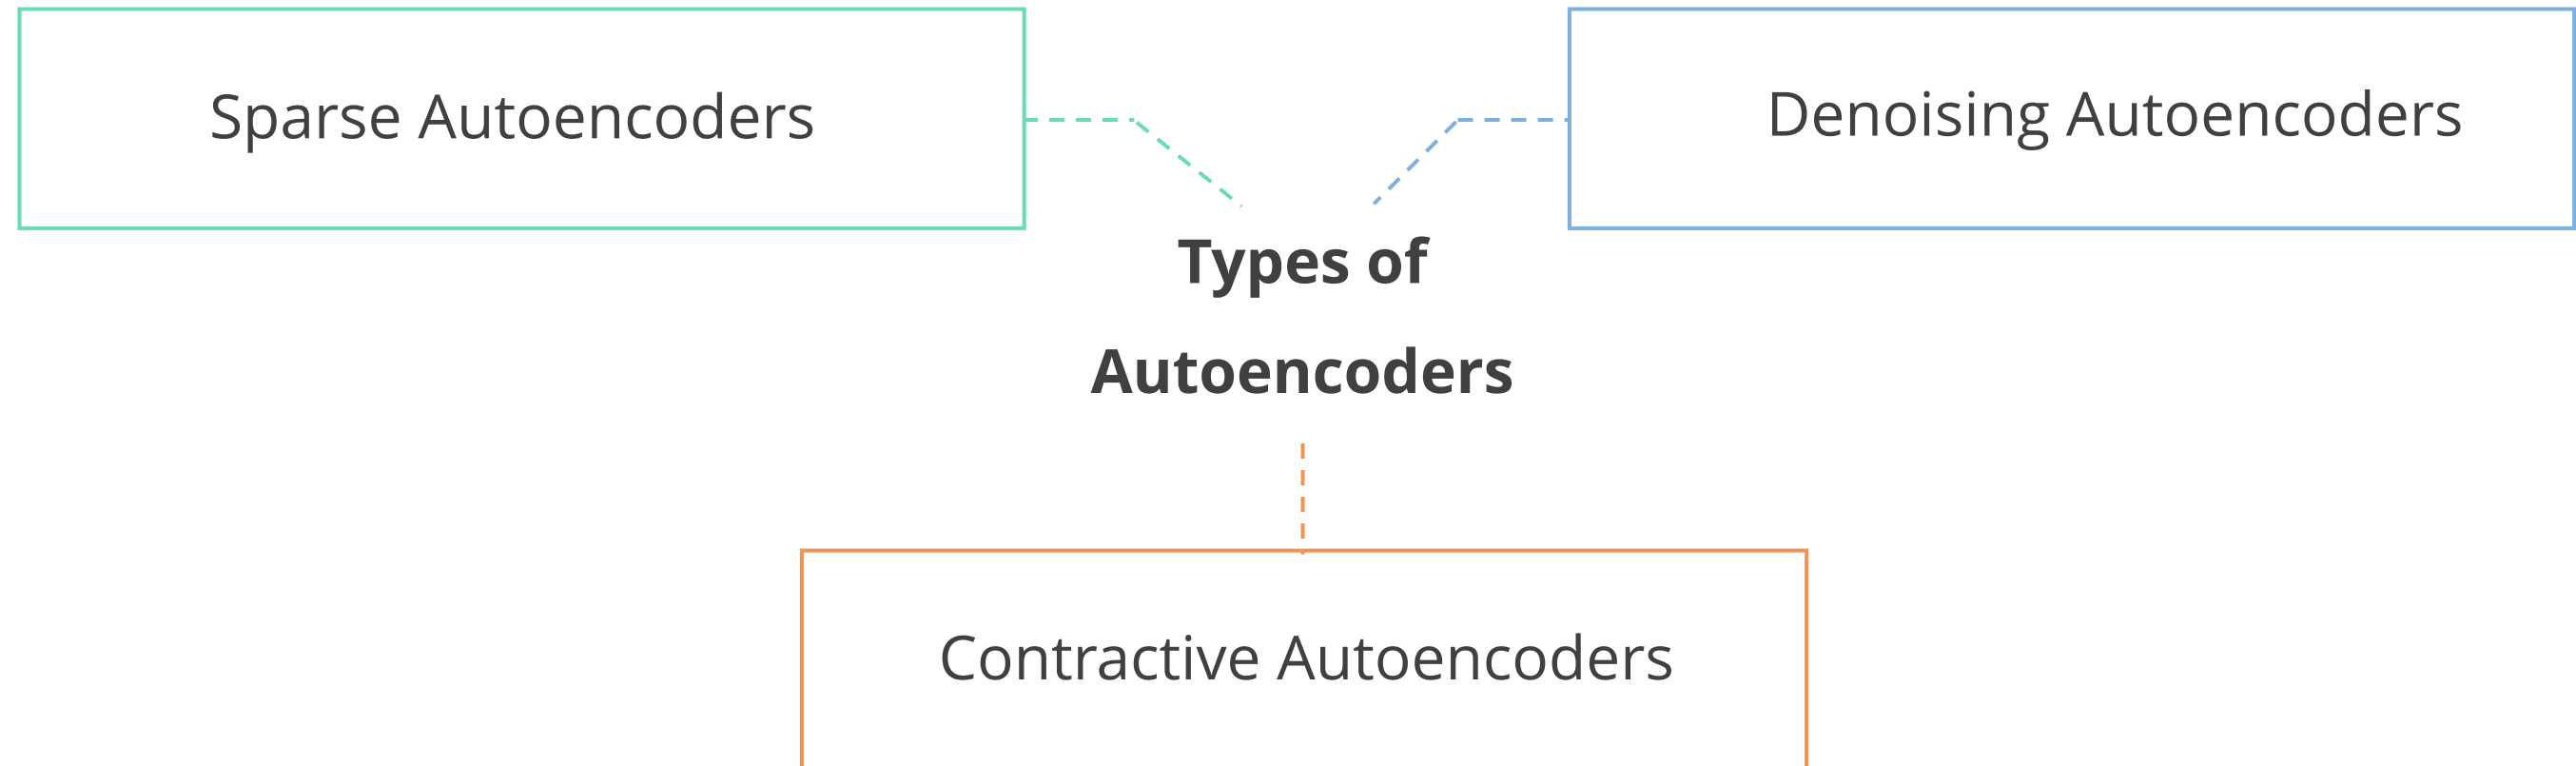 Sparse Autoencoders
Denoising Autoencoders
Types of
Autoencoders
Contractive Autoencoders